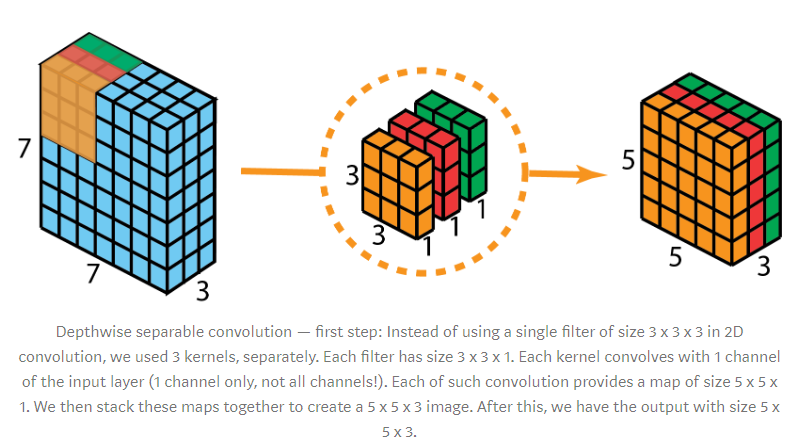 7
7
3
3
3
1
1
1
5
5
3
Depthwise separable convolution — first step: Instead of using a single filter of size 3 x 3 x 3 in 2D
convolution, we used 3 kernels, separately. Each filter has size 3 x 3 x 1. Each kernel convolves with 1 channel
of the input layer (1 channel only, not all channels!). Each of such convolution provides a map of size 5 x 5 x
1. We then stack these maps together to create a 5 x 5 x 3 image. After this, we have the output with size 5 x
5 x 3.